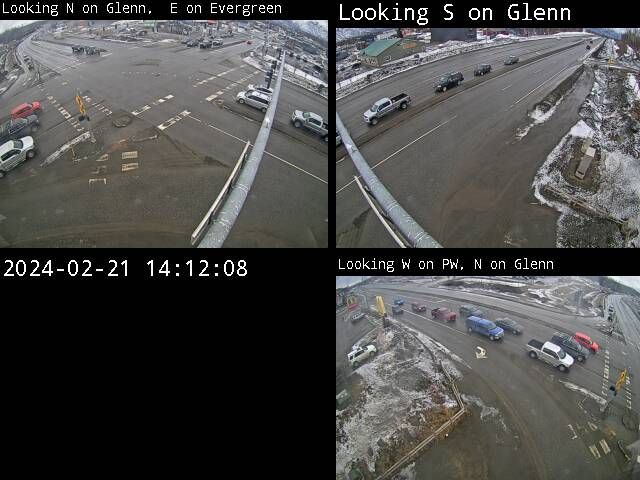 Looking N on Glenn,  E on Evergreen
Looking S on Glenn
2024-02-21 14:12:08
Looking W on PW, N on Glenn